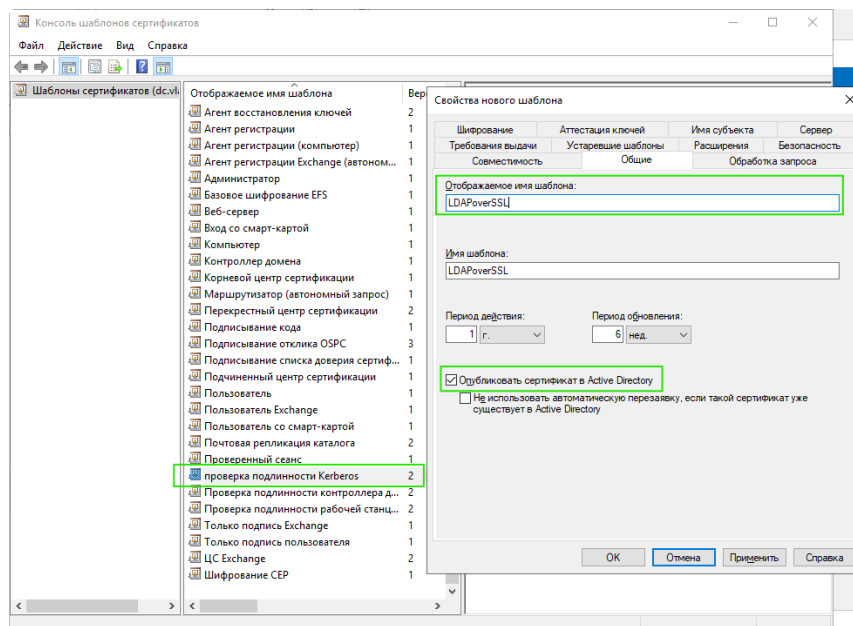 Консоль шаблонов сертификатов
Файл Действие Вид Справка
Шаблоны сертификатов (dc.vl
Отображаемое имя шаблона Вер
Агент восстановления ключей 2
Агент регистрации 1
Агент регистрации (компьютер) 1
Агент регистрации Exchange (автоном... 1
Администратор 1
Базовое шифрование EFS 1
Веб-сервер 1
Вход со смарт-картой 1
Компьютер 1
Контроллер домена 1
Корневой центр сертификации 1
Маршрутизатор (автономный запрос) 1
Перекрестный центр сертификации 2
Подписывание кода 1
Подписывание отклика OSPC 3
Подписывание списка доверия сертиф... 1
Подчиненный центр сертификации 1
Пользователь 1
Пользователь Exchange 1
Пользователь со смарт-картой 1
Почтовая репликация каталога 2
Проверенный сеанс 1
проверка подлинности Kerberos 2
Проверка подлинности контроллера д... 2
Проверка подлинности рабочей станц... 2
Только подпись Exchange 1
Только подпись пользователя 1
ЦС Exchange 2
Шифрование CEP 1
Свойства нового шаблона
Шифрование Аттестация ключей Имя субъекта Сервер
Требования выдачи Устаревшие шаблоны Расширения Безопасность
Совместимость Общие Обработка запроса
Отображаемое имя шаблона:
LDAPoverSSL
Имя шаблона:
LDAPoverSSL
Период действия: Период обновления:
1 г. 6 нед.
Опубликовать сертификат в Active Directory
Не использовать автоматическую перезаявку, если такой сертификат уже
существует в Active Directory
OK Отмена Применить Справка